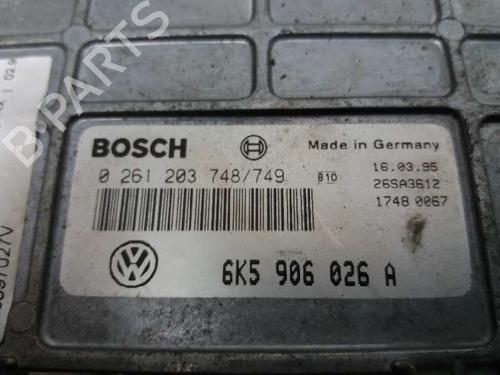 BOSCH
Made in Germany
0 261 203 748/749 B10
16.03.95
26SA3612
1748 0067
6K5 906 026 A
B-PARTS